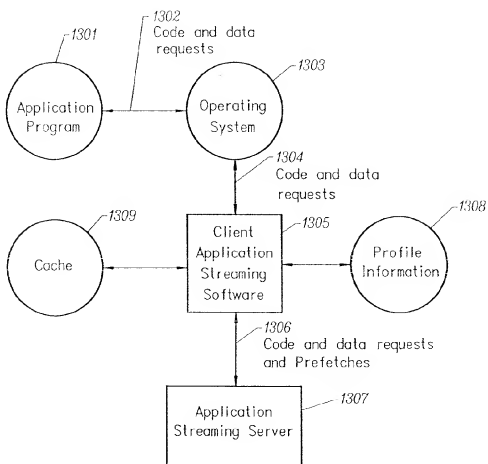 1302
Code and data
requests
1301
1303
Application
Program
Operating
System
1304
Code and data
requests
1309
1308
Cache
Client
Application
Streaming
Software
1305
Profile
Information
1306
Code and data requests
and Prefetches
Application
Streaming Server
1307